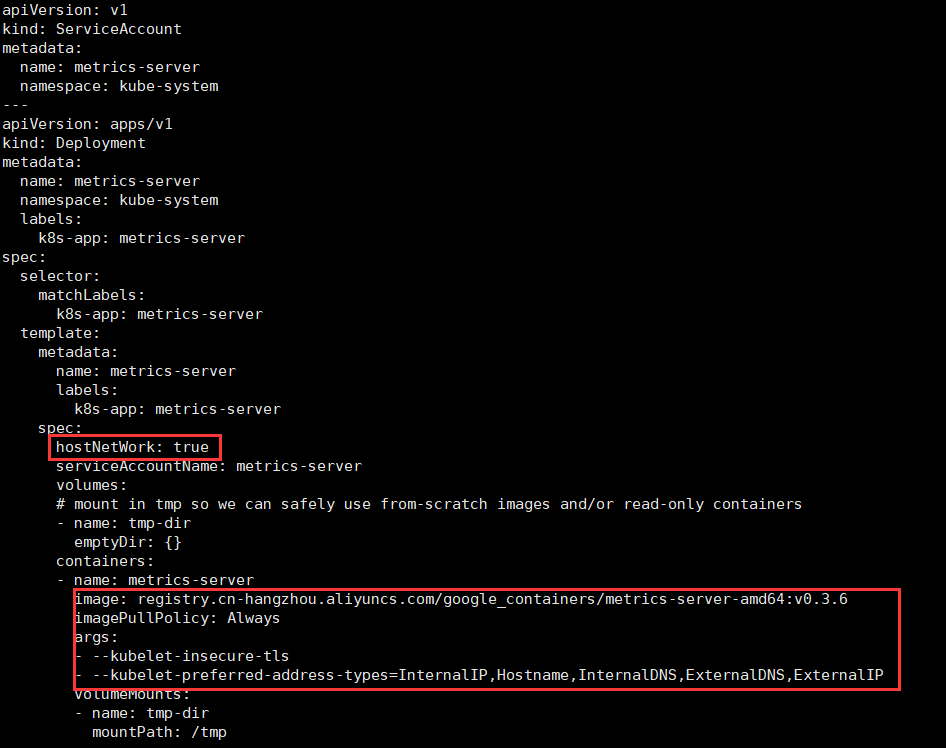 apiVersion: v1
kind: ServiceAccount
metadata:
  name: metrics-server
  namespace: kube-system
---
apiVersion: apps/v1
kind: Deployment
metadata:
  name: metrics-server
  namespace: kube-system
  labels:
    k8s-app: metrics-server
spec:
  selector:
    matchLabels:
      k8s-app: metrics-server
  template:
    metadata:
      name: metrics-server
      labels:
        k8s-app: metrics-server
    spec:
      hostNetWork: true
      serviceAccountName: metrics-server
      volumes:
      # mount in tmp so we can safely use from-scratch images and/or read-only containers
      - name: tmp-dir
        emptyDir: {}
      containers:
      - name: metrics-server
        image: registry.cn-hangzhou.aliyuncs.com/google_containers/metrics-server-amd64:v0.3.6
        imagePullPolicy: Always
        args:
        - --kubelet-insecure-tls
        - --kubelet-preferred-address-types=InternalIP,Hostname,InternalDNS,ExternalDNS,ExternalIP
        volumeMounts:
        - name: tmp-dir
          mountPath: /tmp